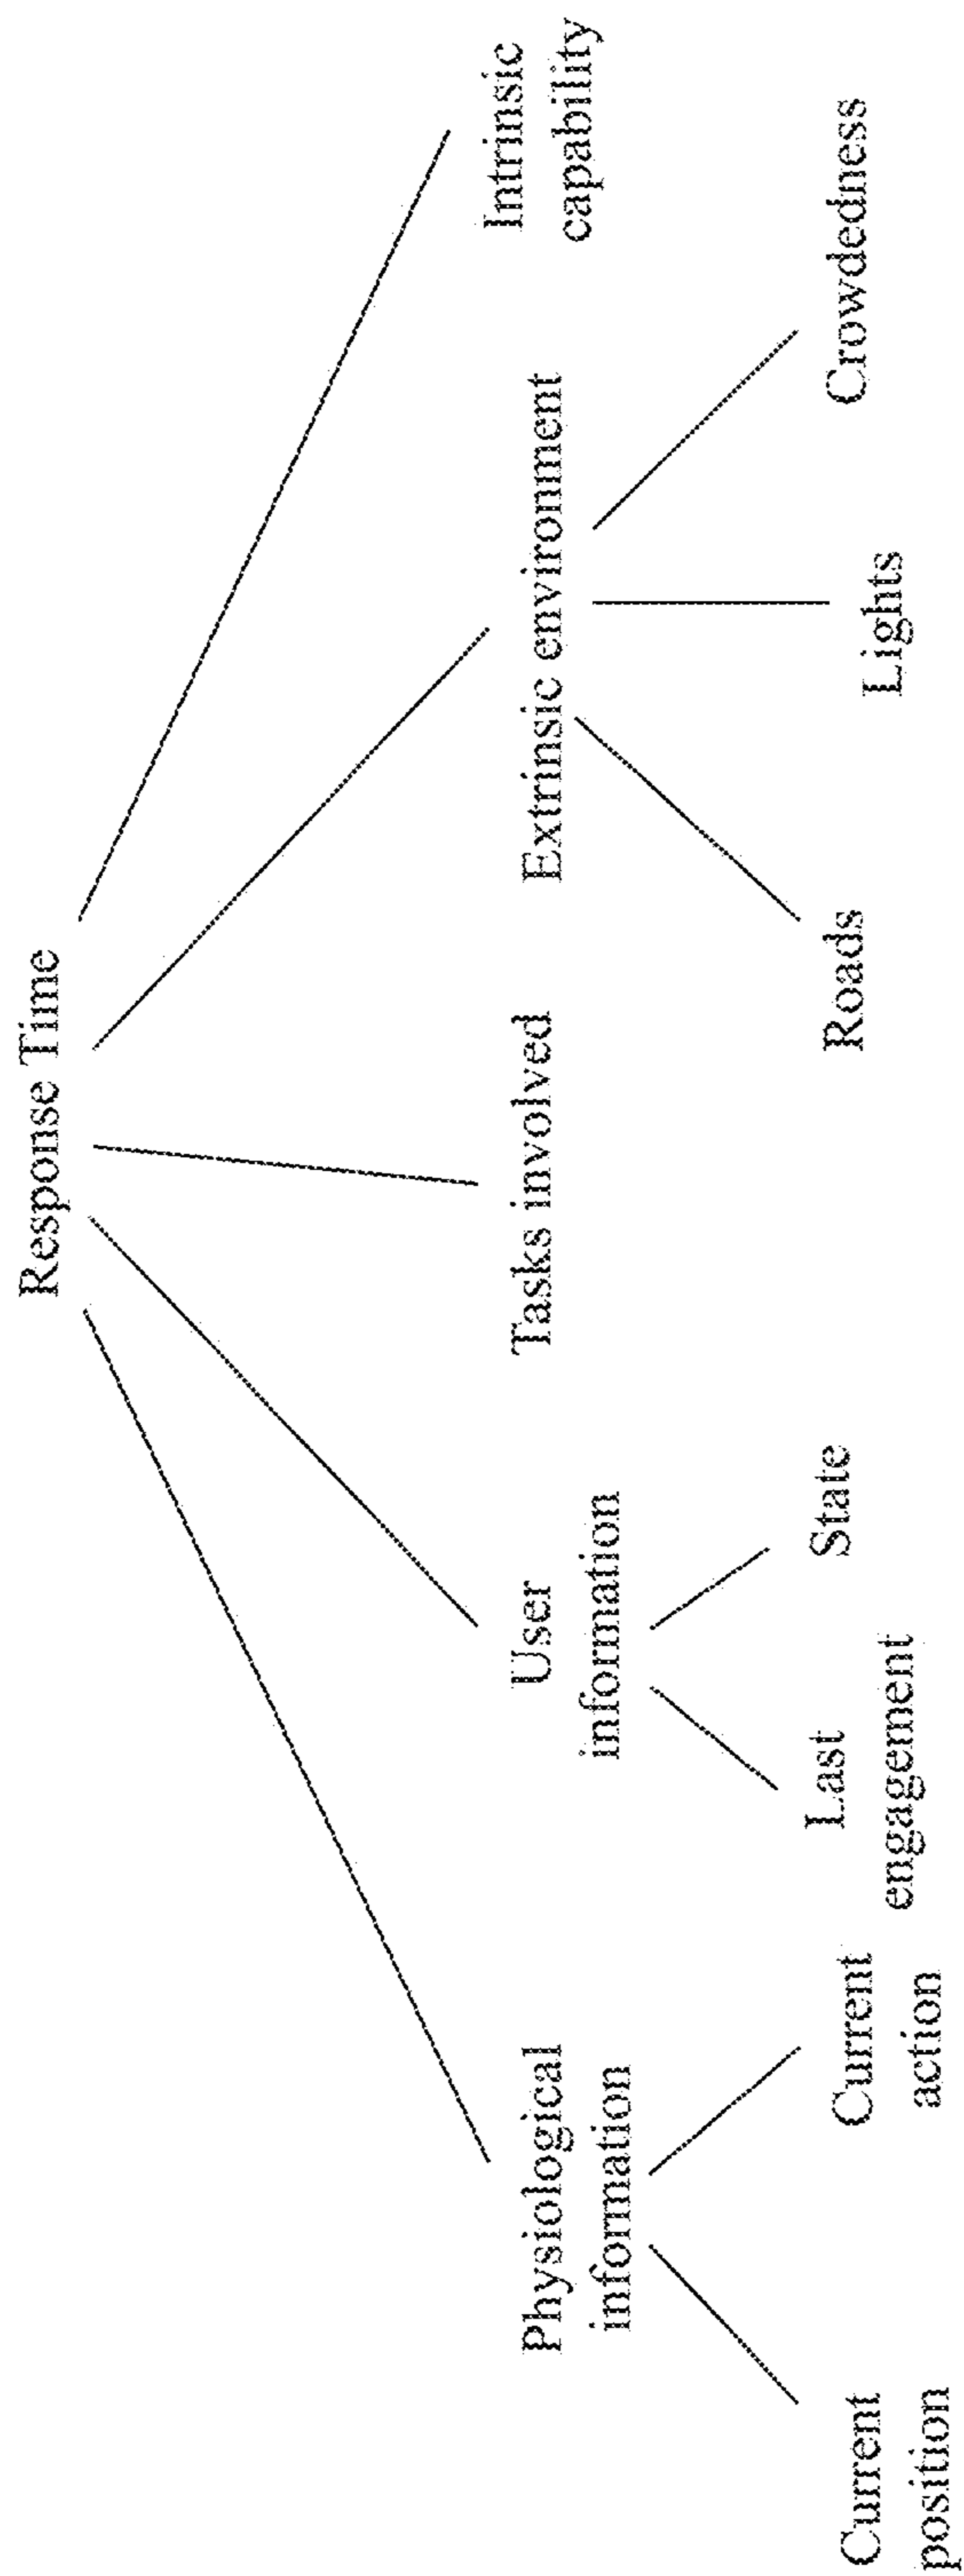 Response Time
Physiological
information
User
information
Tasks involved
Extrinsic environment
Intrinsic
capability
Current
position
Current
action
Last
engagement
State
Roads
Lights
Crowdedness